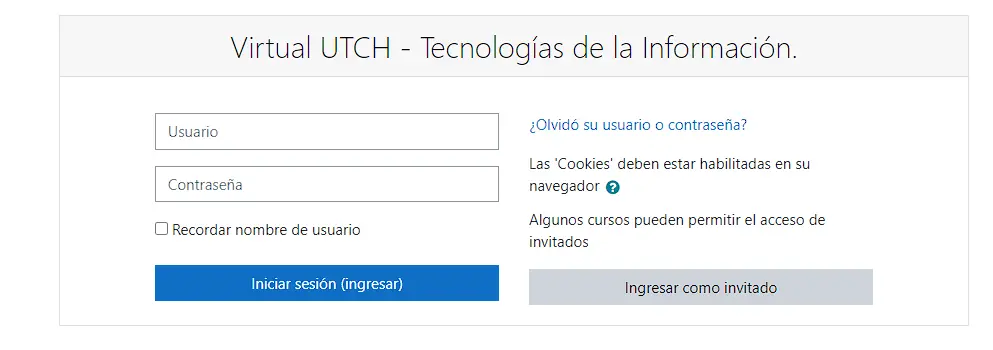 Virtual UTCH - Tecnologías de la Información.
Usuario
Contraseña
Recordar nombre de usuario
Iniciar sesión (ingresar)
¿Olvidó su usuario o contraseña?
Las 'Cookies' deben estar habilitadas en su
navegador ?
Algunos cursos pueden permitir el acceso de
invitados
Ingresar como invitado